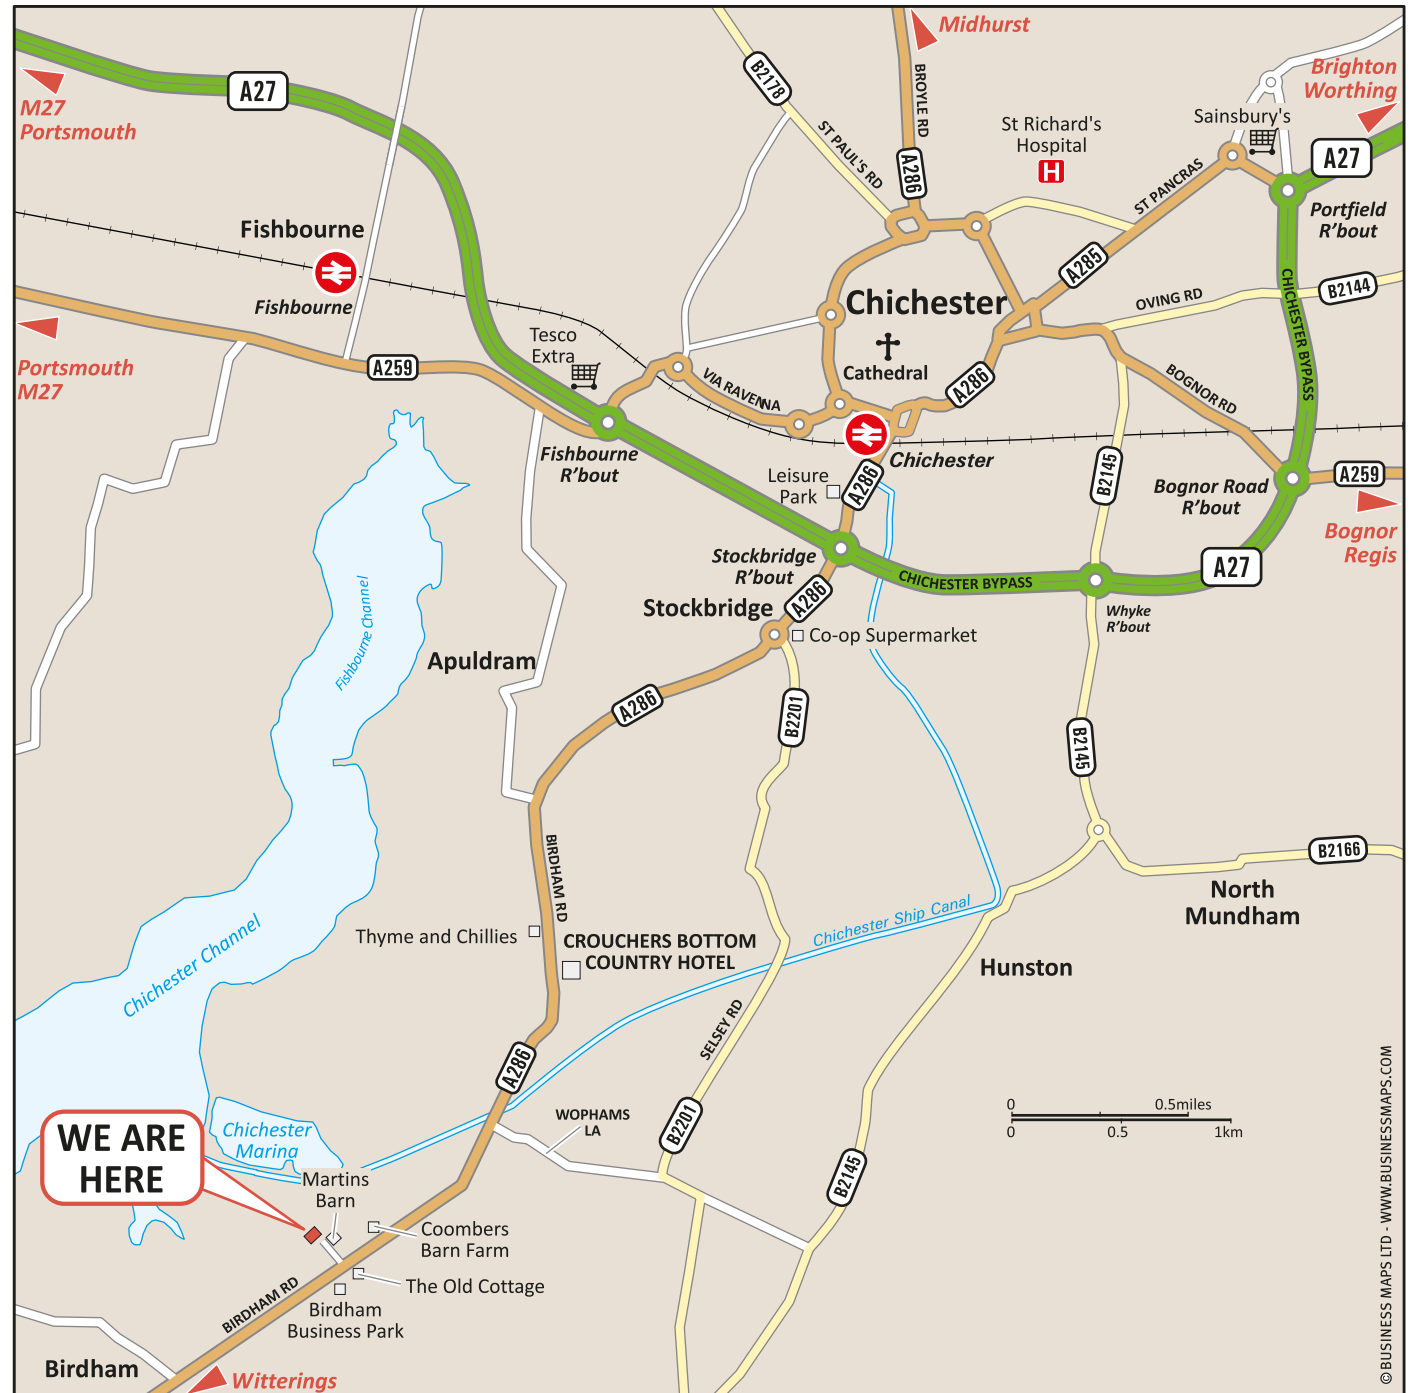 Midhurst
Brighton
Worthing
M27
Portsmouth
A27
B2178
BROYLE RD
ST PAUL'S RD
A286
St Richard's
Hospital
H
Sainsbury's
A27
ST PANCRAS
Portfield
R'bout
Fishbourne
Fishbourne
A285
B2144
OVING RD
CHICHESTER BYPASS
Chichester
Cathedral
Portsmouth
M27
A259
Tesco
Extra
VIA RAVENNA
A286
BOGNOR RD
Fishbourne
R'bout
Chichester
Leisure
Park
A286
B2145
Bognor Road
R'bout
A259
Bognor
Regis
A27
Stockbridge
R'bout
CHICHESTER BYPASS
Whyke
R'bout
Stockbridge
A286
Co-op Supermarket
Fishbourne Channel
Apuldram
A286
B2201
B2145
B2166
North
Mundham
BIRDHAM RD
Thyme and Chillies
CROUCHERS BOTTOM
COUNTRY HOTEL
Chichester Ship Canal
Hunston
Chichester Channel
SELSEY RD
A286
WOPHAMS
LA
B2201
B2145
0 0.5miles
0 0.5 1km
Chichester
Marina
WE ARE
HERE
Martins
Barn
Coombers
Barn Farm
The Old Cottage
Birdham
Business Park
BIRDHAM RD
Birdham
Witterings
©BUSINESS MAPS LTD - WWW.BUSINESSMAPS.COM